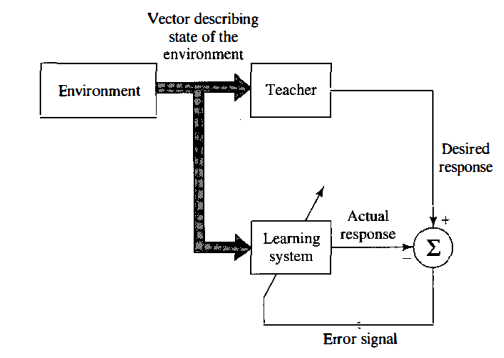 Vector describing
state of the
environment
Environment
Teacher
Desired
response
Actual
response
+
Learning
system
−
Σ
Error signal